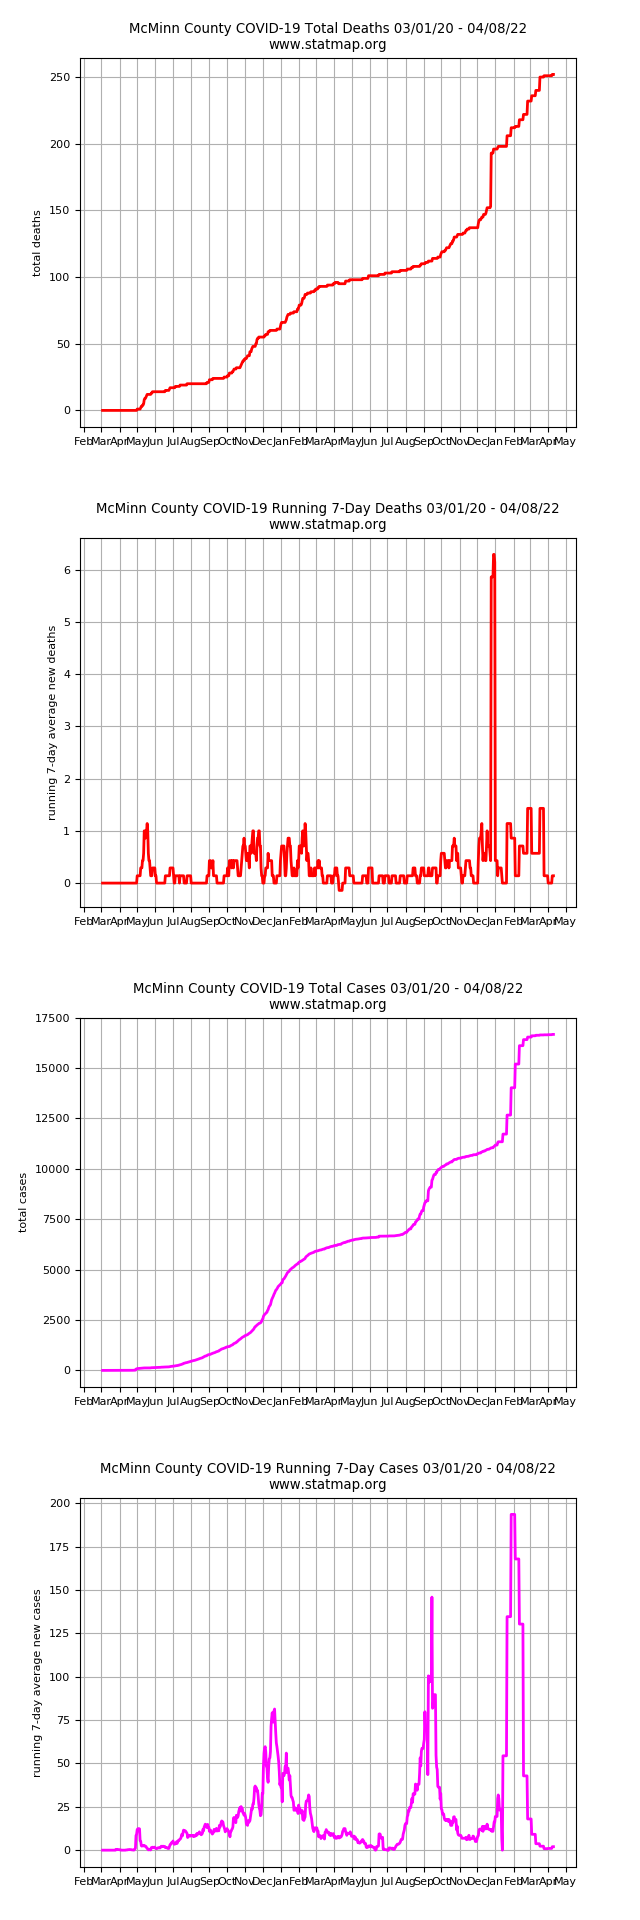 McMinn County COVID-19 Total Deaths 03/01/20 - 04/08/22
www.statmap.org
250
200
150
100
50
0
total deaths
Feb Mar Apr May Jun Jul Aug Sep Oct Nov Dec Jan Feb Mar Apr May Jun Jul Aug Sep Oct Nov Dec Jan Feb Mar Apr May
McMinn County COVID-19 Running 7-Day Deaths 03/01/20 - 04/08/22
www.statmap.org
6
5
4
3
2
1
0
running 7-day average new deaths
Feb Mar Apr May Jun Jul Aug Sep Oct Nov Dec Jan Feb Mar Apr May Jun Jul Aug Sep Oct Nov Dec Jan Feb Mar Apr May
McMinn County COVID-19 Total Cases 03/01/20 - 04/08/22
www.statmap.org
17500
15000
12500
10000
7500
5000
2500
0
total cases
Feb Mar Apr May Jun Jul Aug Sep Oct Nov Dec Jan Feb Mar Apr May Jun Jul Aug Sep Oct Nov Dec Jan Feb Mar Apr May
McMinn County COVID-19 Running 7-Day Cases 03/01/20 - 04/08/22
www.statmap.org
200
175
150
125
100
75
50
25
0
running 7-day average new cases
Feb Mar Apr May Jun Jul Aug Sep Oct Nov Dec Jan Feb Mar Apr May Jun Jul Aug Sep Oct Nov Dec Jan Feb Mar Apr May